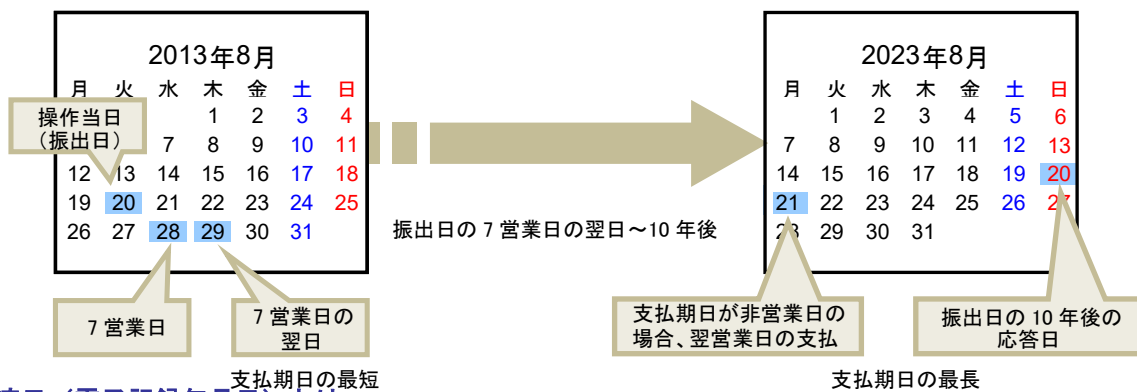 2013年8月
月 火 水 木 金 土 日
1 2 3 4
操作当日
(振出日)
7 8 9 10 11
12 13 14 15 16 17 18
19 20 21 22 23 24 25
26 27 28 29 30 31
7 営業日
7 営業日の
翌日
支払期日の最短
振出日の 7 営業日の翌日～10 年後
2023年8月
月 火 水 木 金 土 日
1 2 3 4 5 6
7 8 9 10 11 12 13
14 15 16 17 18 19 20
21 22 23 24 25 26 27
28 29 30 31
支払期日が非営業日の
場合、翌営業日の支払
振出日の 10 年後の
応答日
支払期日の最長